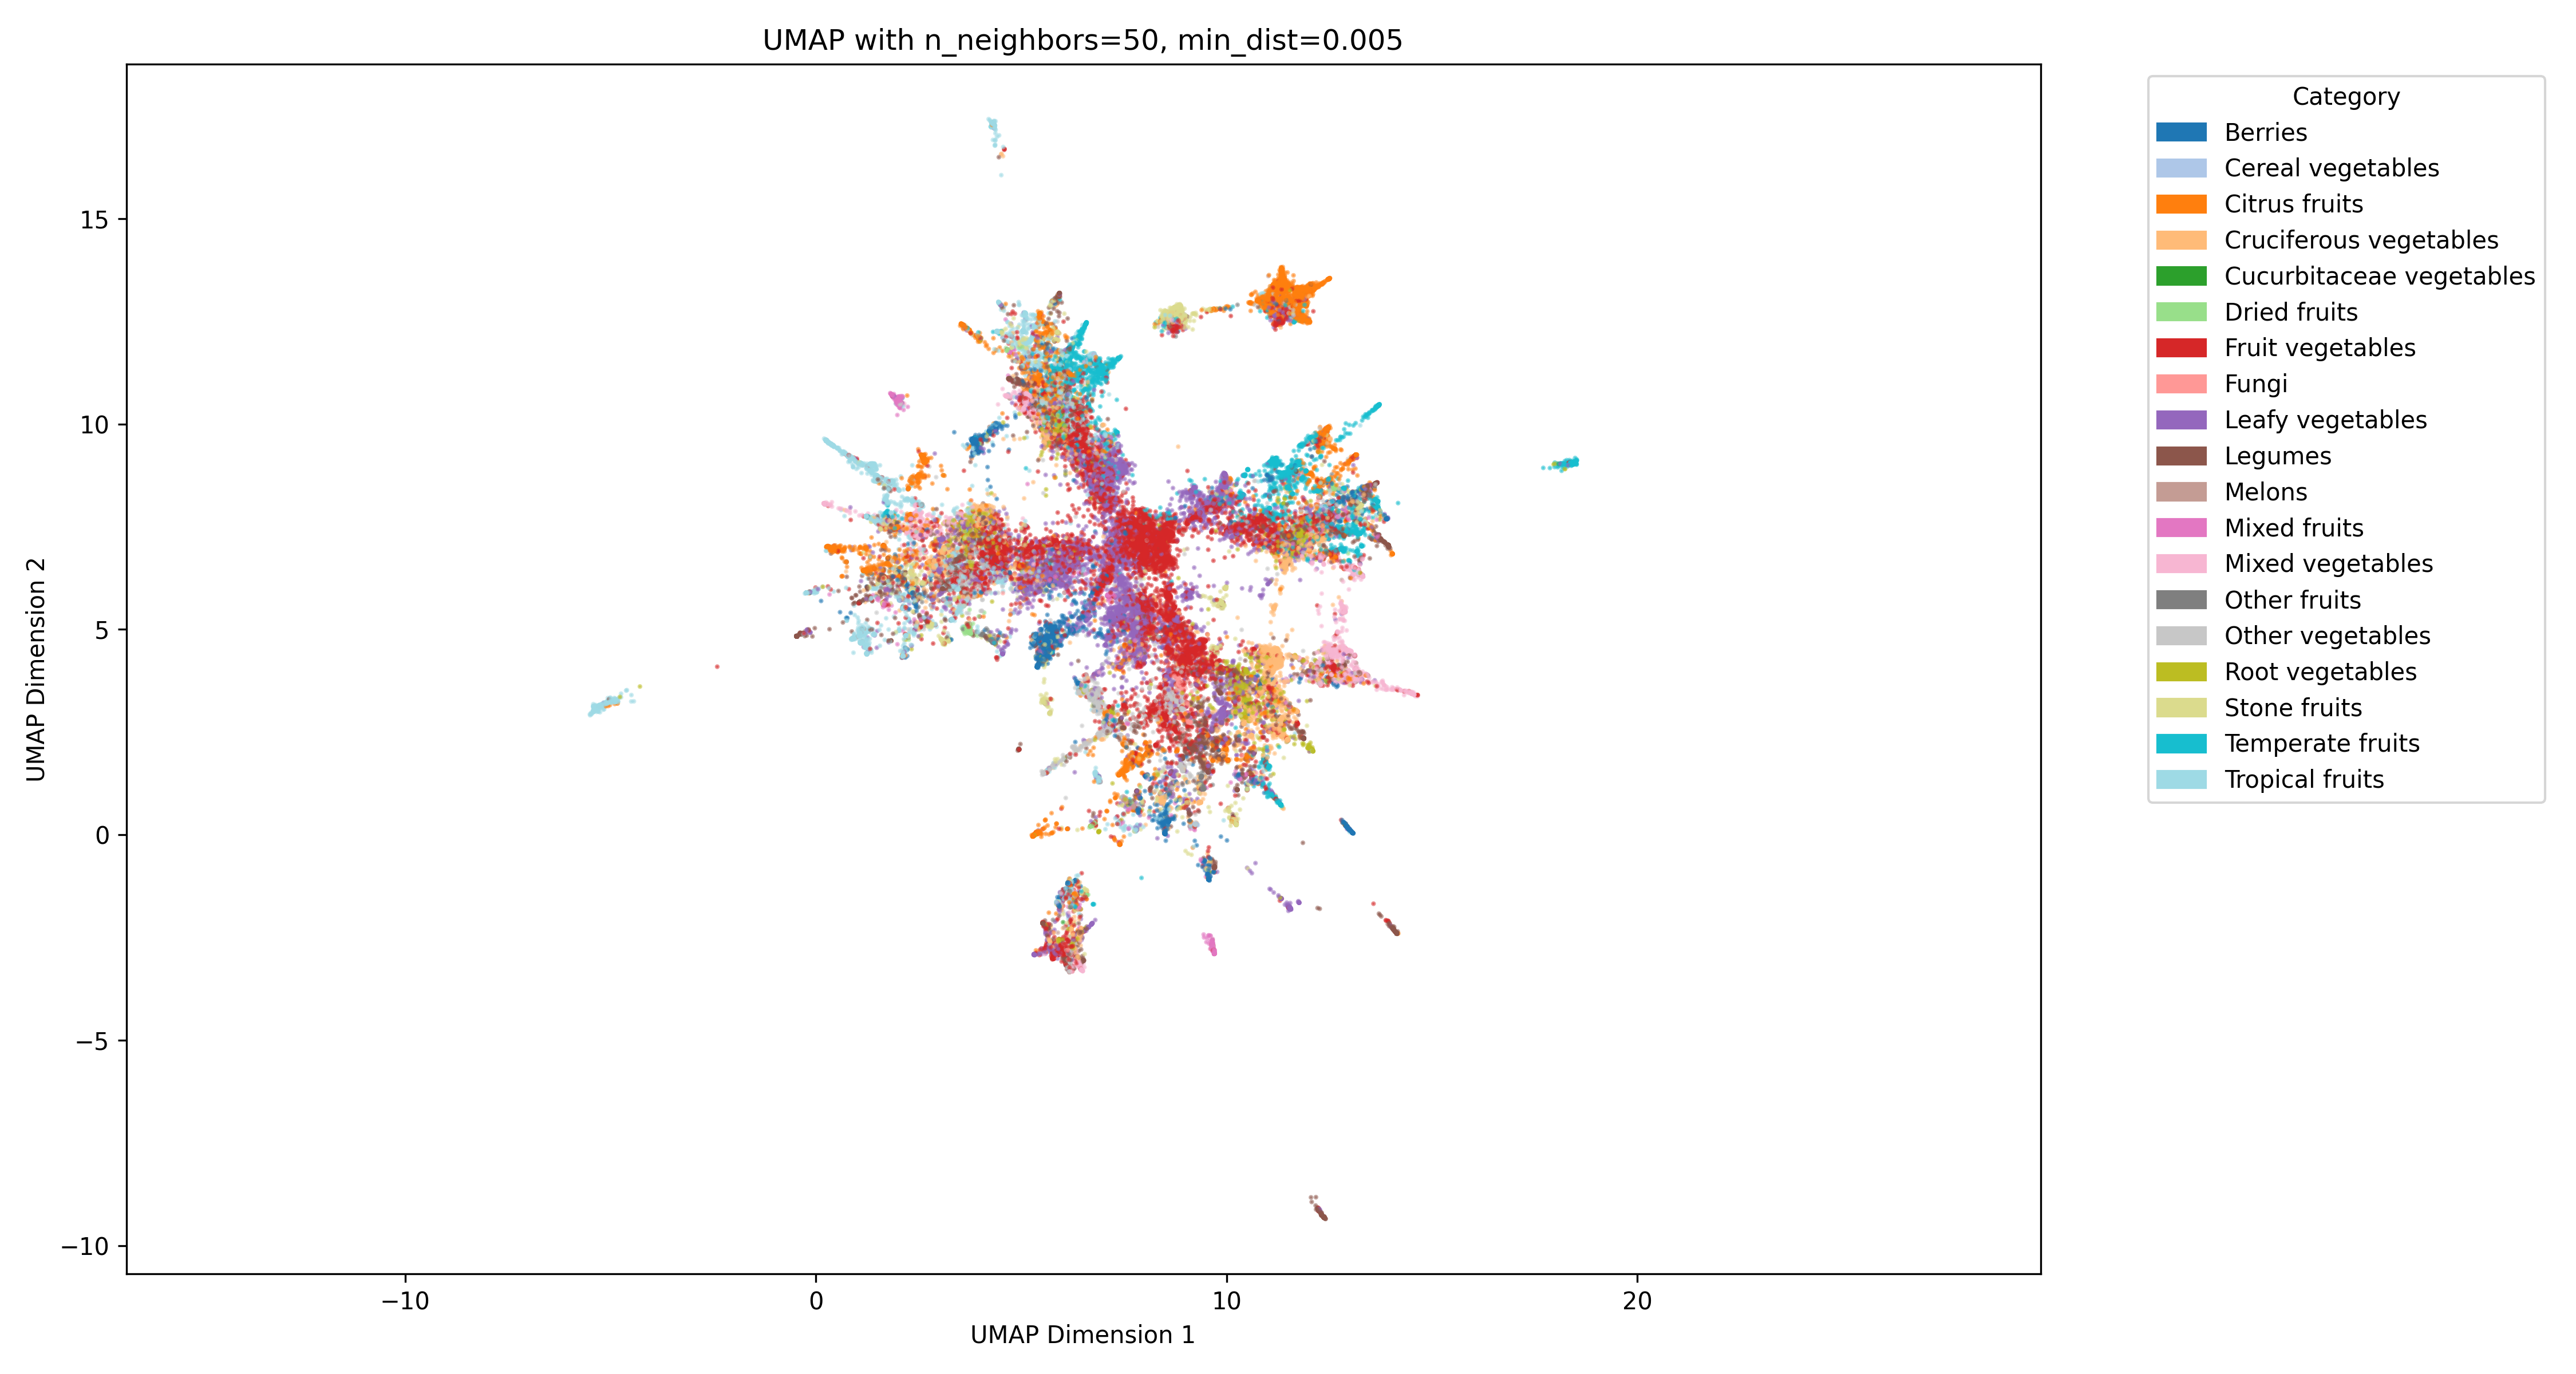 UMAP with n_neighbors=50, min_dist=0.005
Category
Berries
Cereal vegetables
Citrus fruits
Cruciferous vegetables
Cucurbitaceae vegetables
Dried fruits
Fruit vegetables
Fungi
Leafy vegetables
Legumes
Melons
Mixed fruits
Mixed vegetables
Other fruits
Other vegetables
Root vegetables
Stone fruits
Temperate fruits
Tropical fruits
UMAP Dimension 2
15
10
5
0
−5
−10
−10
0
10
20
UMAP Dimension 1